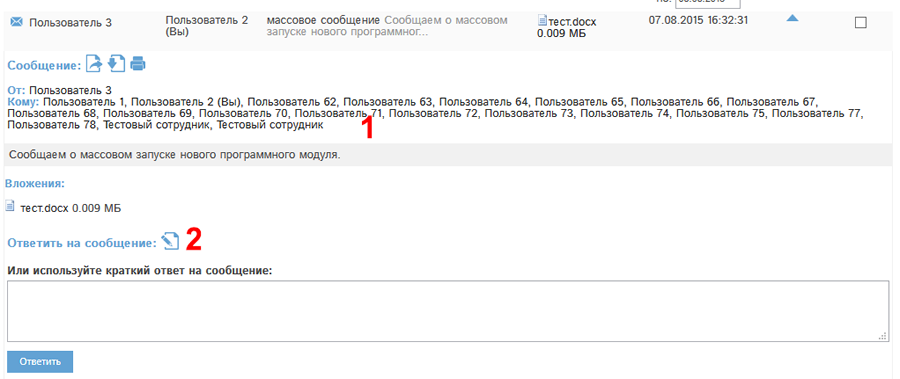 Пользователь 3
Пользователь 2 (Вы)
массовое сообщение Сообщаем о массовом запуске нового программног...
тест.docx 0.009 МБ
07.08.2015 16:32:31
Сообщение:
От: Пользователь 3
Кому: Пользователь 1, Пользователь 2 (Вы), Пользователь 62, Пользователь 63, Пользователь 64, Пользователь 65, Пользователь 66, Пользователь 67,
Пользователь 68, Пользователь 69, Пользователь 70, Пользователь 71, Пользователь 72, Пользователь 73, Пользователь 74, Пользователь 75, Пользователь 77,
Пользователь 78, Тестовый сотрудник, Тестовый сотрудник
1
Сообщаем о массовом запуске нового программного модуля.
Вложения:
тест.docx 0.009 МБ
Ответить на сообщение: 2
Или используйте краткий ответ на сообщение:
Ответить